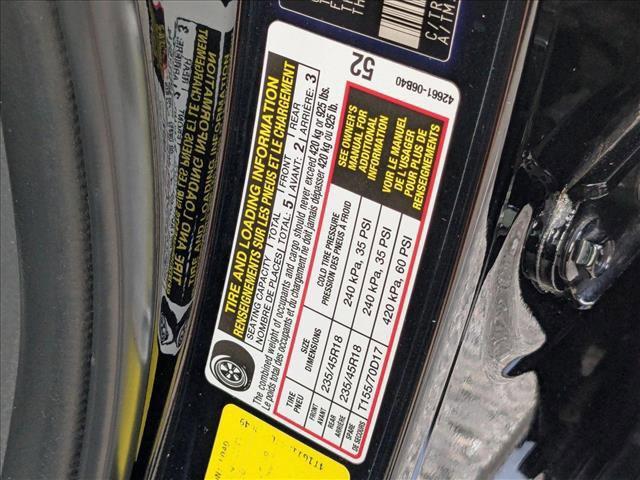 TIRE AND LOADING INFORMATION
RENSEIGNEMENTS SUR LES PNEUS ET LE CHARGEMENT
SEATING CAPACITY TOTAL 5 FRONT 2 REAR 3
NOMBRE DE PLACES TOTAL: AVANT: ARRIÈRE:
The combined weight of occupants and cargo should never exceed 420 kg or 925 lbs.
Le poids total des occupants et du chargement ne doit jamais dépasser 420 kg ou 925 lb.
TIRE SIZE COLD TIRE PRESSURE
PNEU DIMENSIONS PRESSION DES PNEUS À FROID
FRONT
AVANT
235/45R18 240 kPa, 35 PSI
REAR
ARRIÈRE
235/45R18 240 kPa, 35 PSI
SPARE
DE SECOURS
T155/70D17 420 kPa, 60 PSI
SEE OWNER'S
MANUAL FOR
ADDITIONAL
INFORMATION
VOIR LE MANUEL
DE L'USAGER
POUR PLUS DE
RENSEIGNEMENTS
52
42661-06B40
C/TR
A/TM